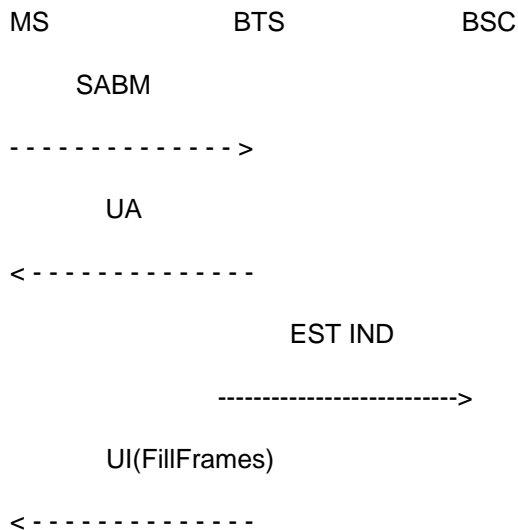 MS BTS BSC
SABM
- - - - - - - - - - - - - - >
UA
< - - - - - - - - - - - - - -
EST IND
--------------------------->
UI(FillFrames)
< - - - - - - - - - - - - - -